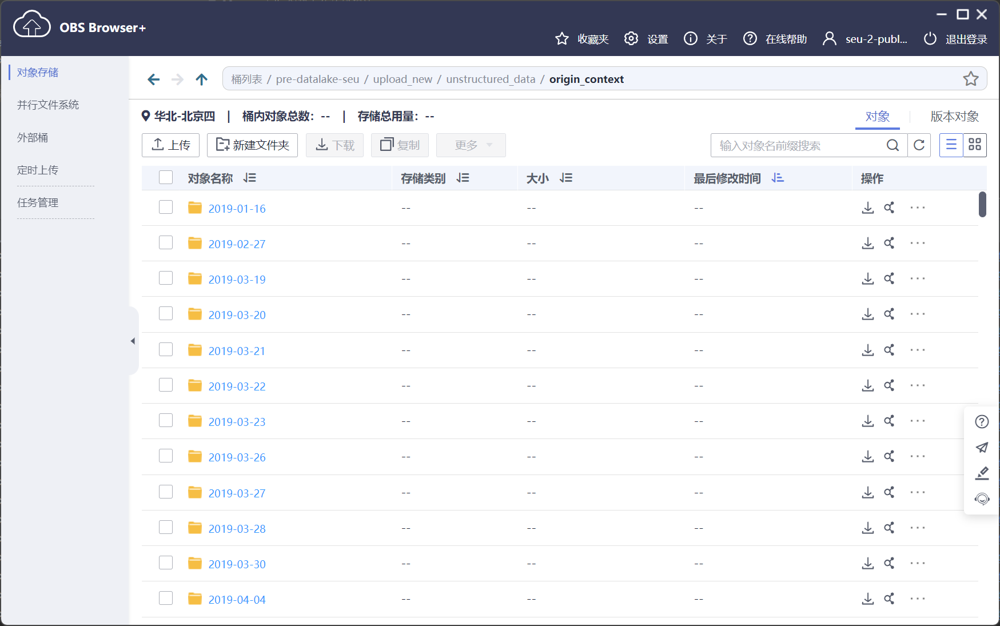 OBS Browser+
收藏夹 设置 关于 在线帮助 seu-2-publ... 退出登录
对象存储
并行文件系统
外部桶
定时上传
任务管理
桶列表 / pre-datalake-seu / upload_new / unstructured_data / origin_context
华北-北京四 | 桶内对象总数：-- | 存储总用量：--
对象 版本对象
上传 新建文件夹 下载 复制 更多 输入对象名前缀搜索
对象名称 存储类别 大小 最后修改时间 操作
2019-01-16 -- -- --
2019-02-27 -- -- --
2019-03-19 -- -- --
2019-03-20 -- -- --
2019-03-21 -- -- --
2019-03-22 -- -- --
2019-03-23 -- -- --
2019-03-26 -- -- --
2019-03-27 -- -- --
2019-03-28 -- -- --
2019-03-30 -- -- --
2019-04-04 -- -- --